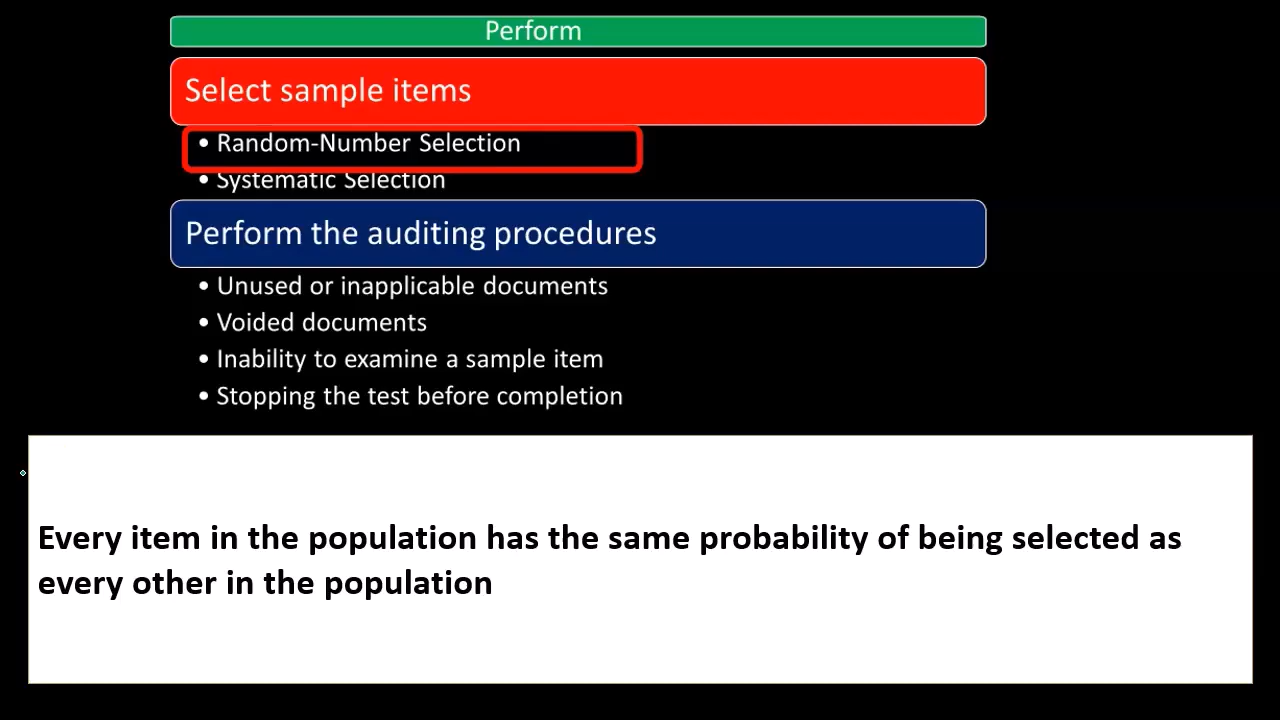 Perform
Select sample items
• Random-Number Selection
• Systematic Selection
Perform the auditing procedures
• Unused or inapplicable documents
• Voided documents
• Inability to examine a sample item
• Stopping the test before completion
Every item in the population has the same probability of being selected as
every other in the population